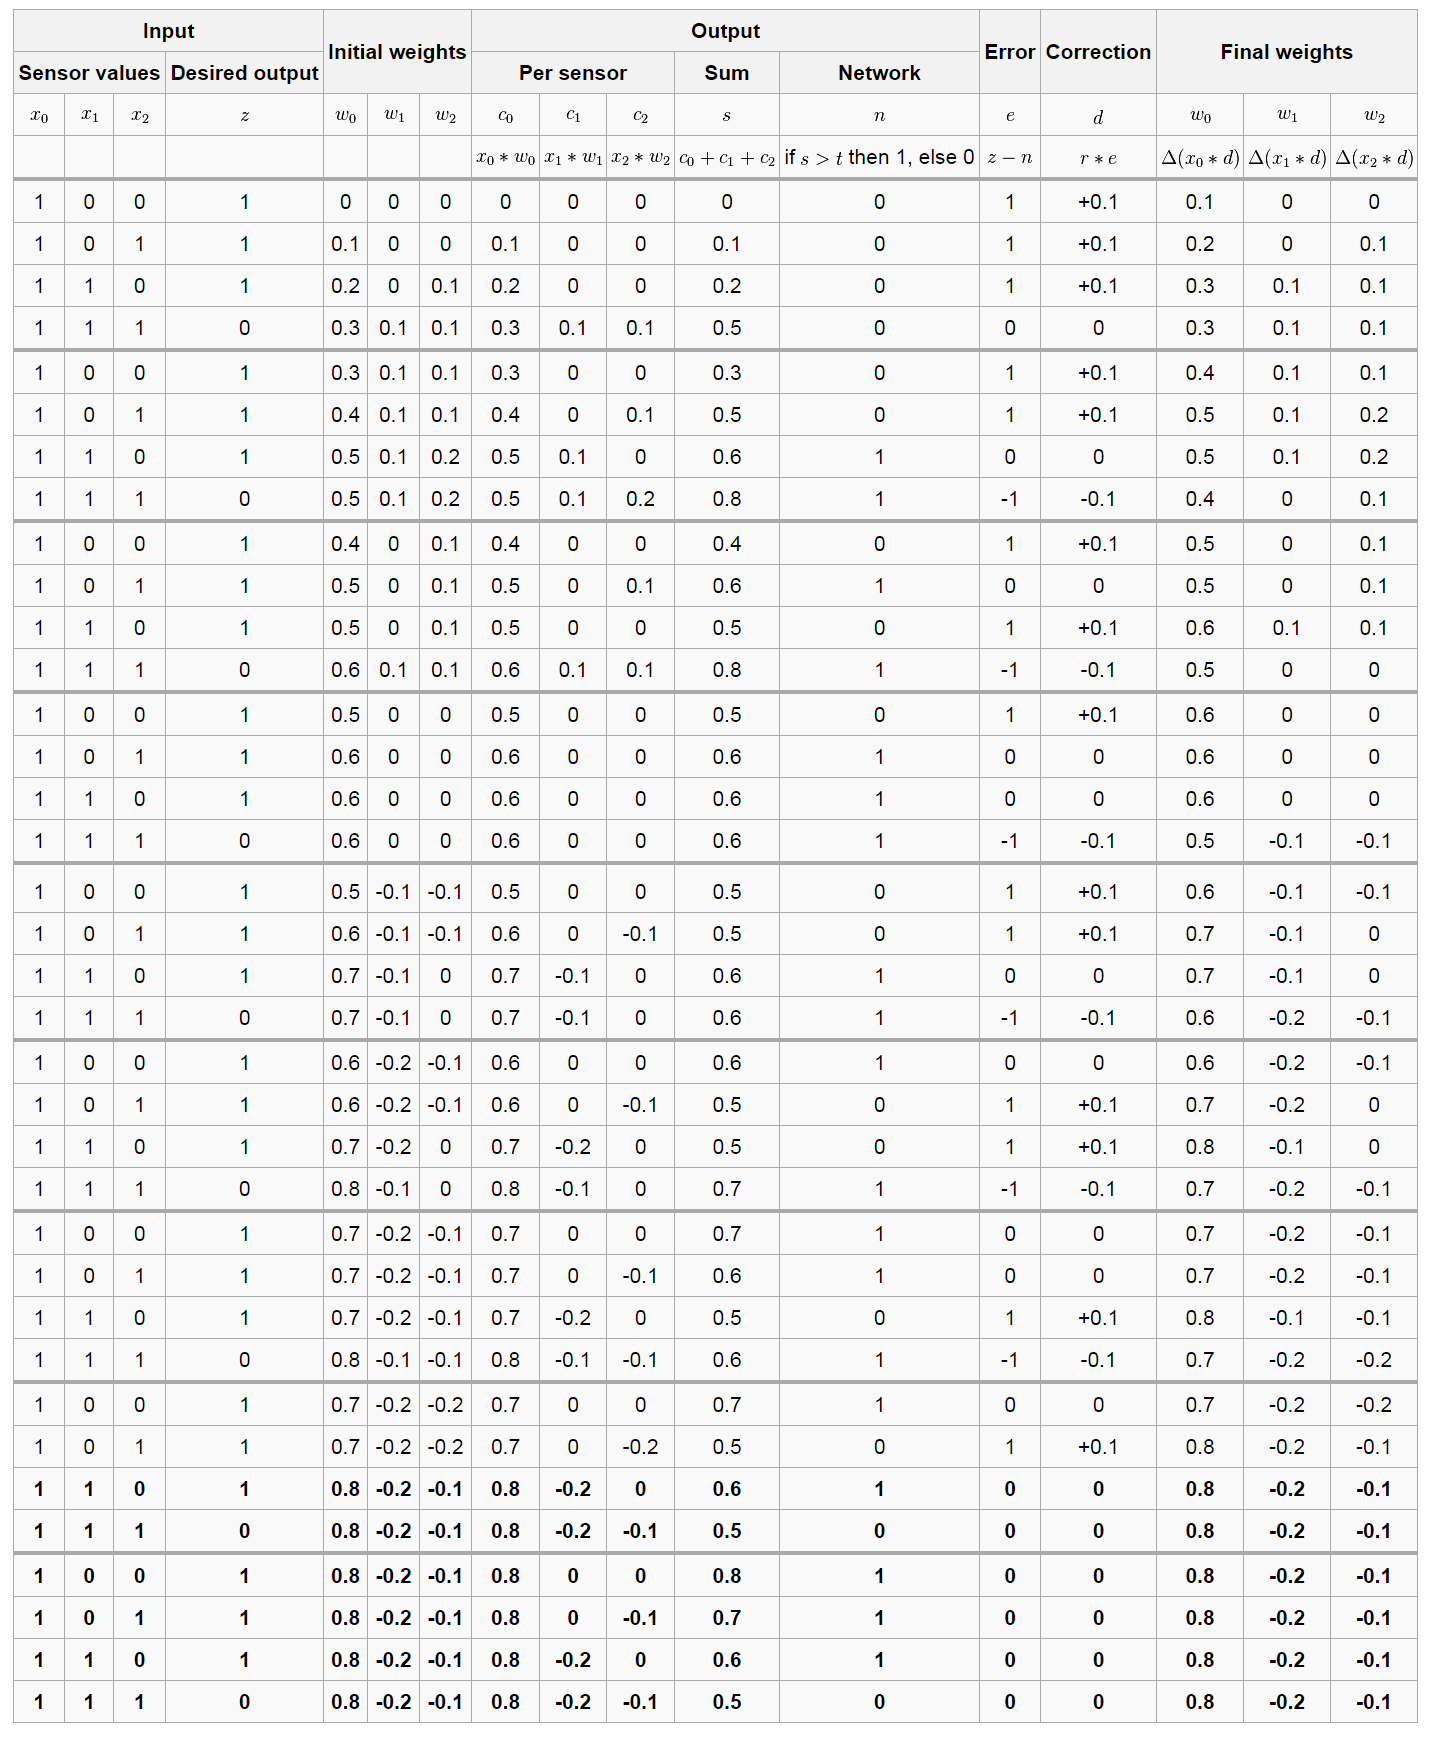 Input Initial weights Output Error Correction Final weights
Sensor values Desired output Per sensor Sum Network
x₀ x₁ x₂ z w₀ w₁ w₂ c₀ c₁ c₂ s n e d w₀ w₁ w₂
x₀ * w₀ x₁ * w₁ x₂ * w₂ c₀ + c₁ + c₂ if s > t then 1, else 0 z − n r * e Δ(x₀ * d) Δ(x₁ * d) Δ(x₂ * d)
1 0 0 1 0 0 0 0 0 0 0 0 1 +0.1 0.1 0 0
1 0 1 1 0.1 0 0 0.1 0 0 0.1 0 1 +0.1 0.2 0 0.1
1 1 0 1 0.2 0 0.1 0.2 0 0 0.2 0 1 +0.1 0.3 0.1 0.1
1 1 1 0 0.3 0.1 0.1 0.3 0.1 0.1 0.5 0 0 0 0.3 0.1 0.1
1 0 0 1 0.3 0.1 0.1 0.3 0 0 0.3 0 1 +0.1 0.4 0.1 0.1
1 0 1 1 0.4 0.1 0.1 0.4 0 0.1 0.5 0 1 +0.1 0.5 0.1 0.2
1 1 0 1 0.5 0.1 0.2 0.5 0.1 0 0.6 1 0 0 0.5 0.1 0.2
1 1 1 0 0.5 0.1 0.2 0.5 0.1 0.2 0.8 1 -1 -0.1 0.4 0 0.1
1 0 0 1 0.4 0 0.1 0.4 0 0 0.4 0 1 +0.1 0.5 0 0.1
1 0 1 1 0.5 0 0.1 0.5 0 0.1 0.6 1 0 0 0.5 0 0.1
1 1 0 1 0.5 0 0.1 0.5 0 0 0.5 0 1 +0.1 0.6 0.1 0.1
1 1 1 0 0.6 0.1 0.1 0.6 0.1 0.1 0.8 1 -1 -0.1 0.5 0 0
1 0 0 1 0.5 0 0 0.5 0 0 0.5 0 1 +0.1 0.6 0 0
1 0 1 1 0.6 0 0 0.6 0 0 0.6 1 0 0 0.6 0 0
1 1 0 1 0.6 0 0 0.6 0 0 0.6 1 0 0 0.6 0 0
1 1 1 0 0.6 0 0 0.6 0 0 0.6 1 -1 -0.1 0.5 -0.1 -0.1
1 0 0 1 0.5 -0.1 -0.1 0.5 0 0 0.5 0 1 +0.1 0.6 -0.1 -0.1
1 0 1 1 0.6 -0.1 -0.1 0.6 0 -0.1 0.5 0 1 +0.1 0.7 -0.1 0
1 1 0 1 0.7 -0.1 0 0.7 -0.1 0 0.6 1 0 0 0.7 -0.1 0
1 1 1 0 0.7 -0.1 0 0.7 -0.1 0 0.6 1 -1 -0.1 0.6 -0.2 -0.1
1 0 0 1 0.6 -0.2 -0.1 0.6 0 0 0.6 1 0 0 0.6 -0.2 -0.1
1 0 1 1 0.6 -0.2 -0.1 0.6 0 -0.1 0.5 0 1 +0.1 0.7 -0.2 0
1 1 0 1 0.7 -0.2 0 0.7 -0.2 0 0.5 0 1 +0.1 0.8 -0.1 0
1 1 1 0 0.8 -0.1 0 0.8 -0.1 0 0.7 1 -1 -0.1 0.7 -0.2 -0.1
1 0 0 1 0.7 -0.2 -0.1 0.7 0 0 0.7 1 0 0 0.7 -0.2 -0.1
1 0 1 1 0.7 -0.2 -0.1 0.7 0 -0.1 0.6 1 0 0 0.7 -0.2 -0.1
1 1 0 1 0.7 -0.2 -0.1 0.7 -0.2 0 0.5 0 1 +0.1 0.8 -0.1 -0.1
1 1 1 0 0.8 -0.1 -0.1 0.8 -0.1 -0.1 0.6 1 -1 -0.1 0.7 -0.2 -0.2
1 0 0 1 0.7 -0.2 -0.2 0.7 0 0 0.7 1 0 0 0.7 -0.2 -0.2
1 0 1 1 0.7 -0.2 -0.2 0.7 0 -0.2 0.5 0 1 +0.1 0.8 -0.2 -0.1
1 1 0 1 0.8 -0.2 -0.1 0.8 -0.2 0 0.6 1 0 0 0.8 -0.2 -0.1
1 1 1 0 0.8 -0.2 -0.1 0.8 -0.2 -0.1 0.5 0 0 0 0.8 -0.2 -0.1
1 0 0 1 0.8 -0.2 -0.1 0.8 0 0 0.8 1 0 0 0.8 -0.2 -0.1
1 0 1 1 0.8 -0.2 -0.1 0.8 0 -0.1 0.7 1 0 0 0.8 -0.2 -0.1
1 1 0 1 0.8 -0.2 -0.1 0.8 -0.2 0 0.6 1 0 0 0.8 -0.2 -0.1
1 1 1 0 0.8 -0.2 -0.1 0.8 -0.2 -0.1 0.5 0 0 0 0.8 -0.2 -0.1